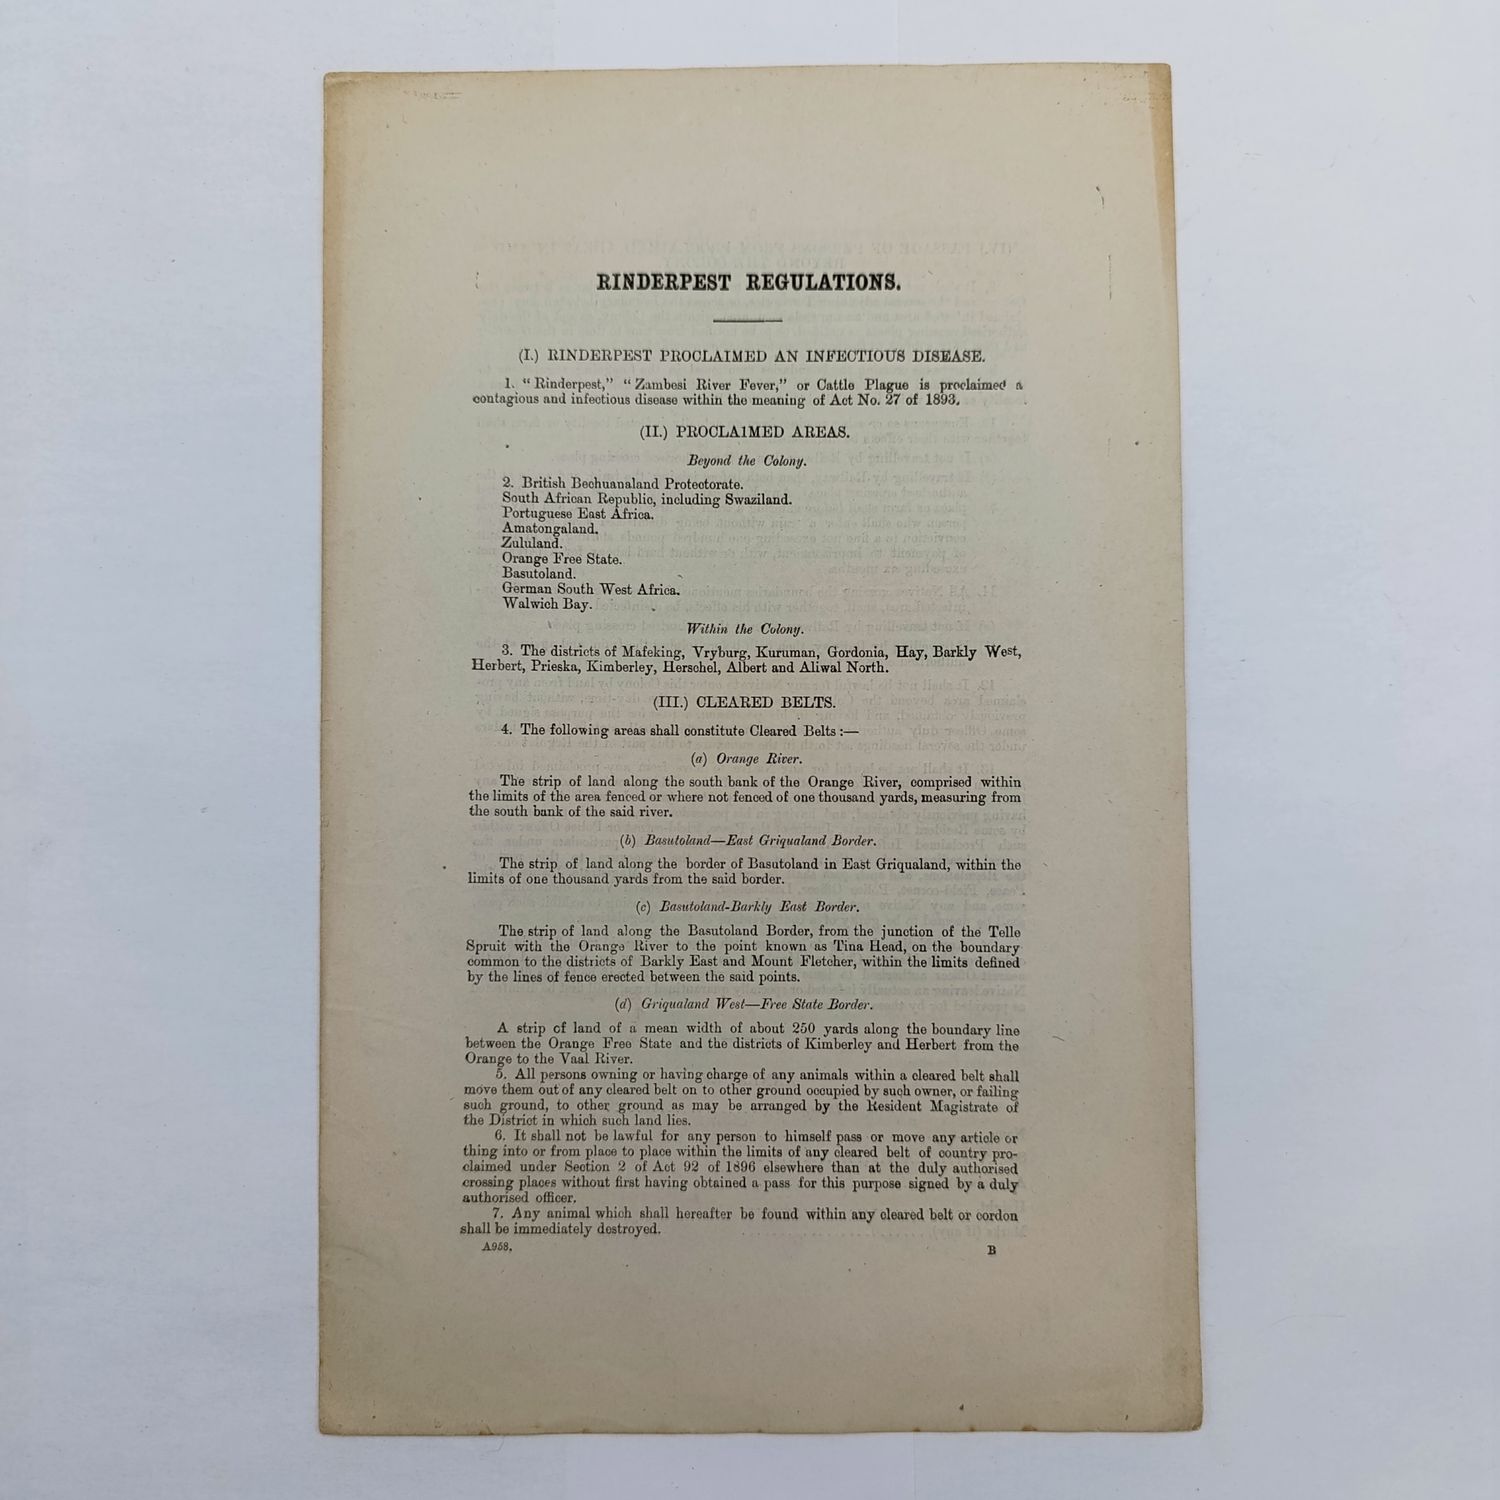 RINDERPEST REGULATIONS.
(I.) RINDERPEST PROCLAIMED AN INFECTIOUS DISEASE.
1. “ Rinderpest,” “ Zambesi River Fever,” or Cattle Plague is proclaimed a
contagious and infectious disease within the meaning of Act No. 27 of 1893.
(II.) PROCLAIMED AREAS.
Beyond the Colony.
2. British Bechuanaland Protectorate.
South African Republic, including Swaziland.
Portuguese East Africa.
Amatongaland.
Zululand.
Orange Free State.
Basutoland.
German South West Africa.
Walwich Bay.
Within the Colony.
3. The districts of Mafeking, Vryburg, Kuruman, Gordonia, Hay, Barkly West,
Herbert, Prieska, Kimberley, Herschel, Albert and Aliwal North.
(III.) CLEARED BELTS.
4. The following areas shall constitute Cleared Belts :—
(a) Orange River.
The strip of land along the south bank of the Orange River, comprised within
the limits of the area fenced or where not fenced of one thousand yards, measuring from
the south bank of the said river.
(b) Basutoland—East Griqualand Border.
The strip of land along the border of Basutoland in East Griqualand, within the
limits of one thousand yards from the said border.
(c) Basutoland-Barkly East Border.
The strip of land along the Basutoland Border, from the junction of the Telle
Spruit with the Orange River to the point known as Tina Head, on the boundary
common to the districts of Barkly East and Mount Fletcher, within the limits defined
by the lines of fence erected between the said points.
(d) Griqualand West—Free State Border.
A strip of land of a mean width of about 250 yards along the boundary line
between the Orange Free State and the districts of Kimberley and Herbert from the
Orange to the Vaal River.
5. All persons owning or having charge of any animals within a cleared belt shall
move them out of any cleared belt on to other ground occupied by such owner, or failing
such ground, to other ground as may be arranged by the Resident Magistrate of
the District in which such land lies.
6. It shall not be lawful for any person to himself pass or move any article or
thing into or from place to place within the limits of any cleared belt of country pro-
claimed under Section 2 of Act 92 of 1896 elsewhere than at the duly authorised
crossing places without first having obtained a pass for this purpose signed by a duly
authorised officer.
7. Any animal which shall hereafter be found within any cleared belt or cordon
shall be immediately destroyed.
A958. B